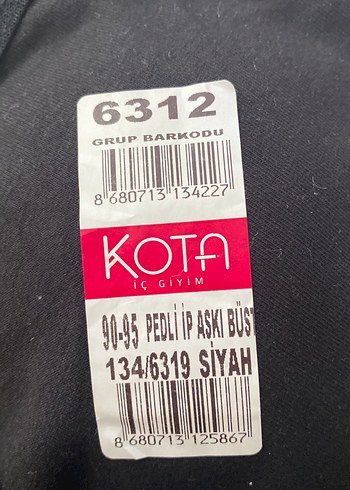 6312
GRUP BARKODU
8 680713 134227
KOTA
İÇ GİYİM
90-95 PEDLİ İP ASKI BÜST
134/6319 SİYAH
8 680713 125867